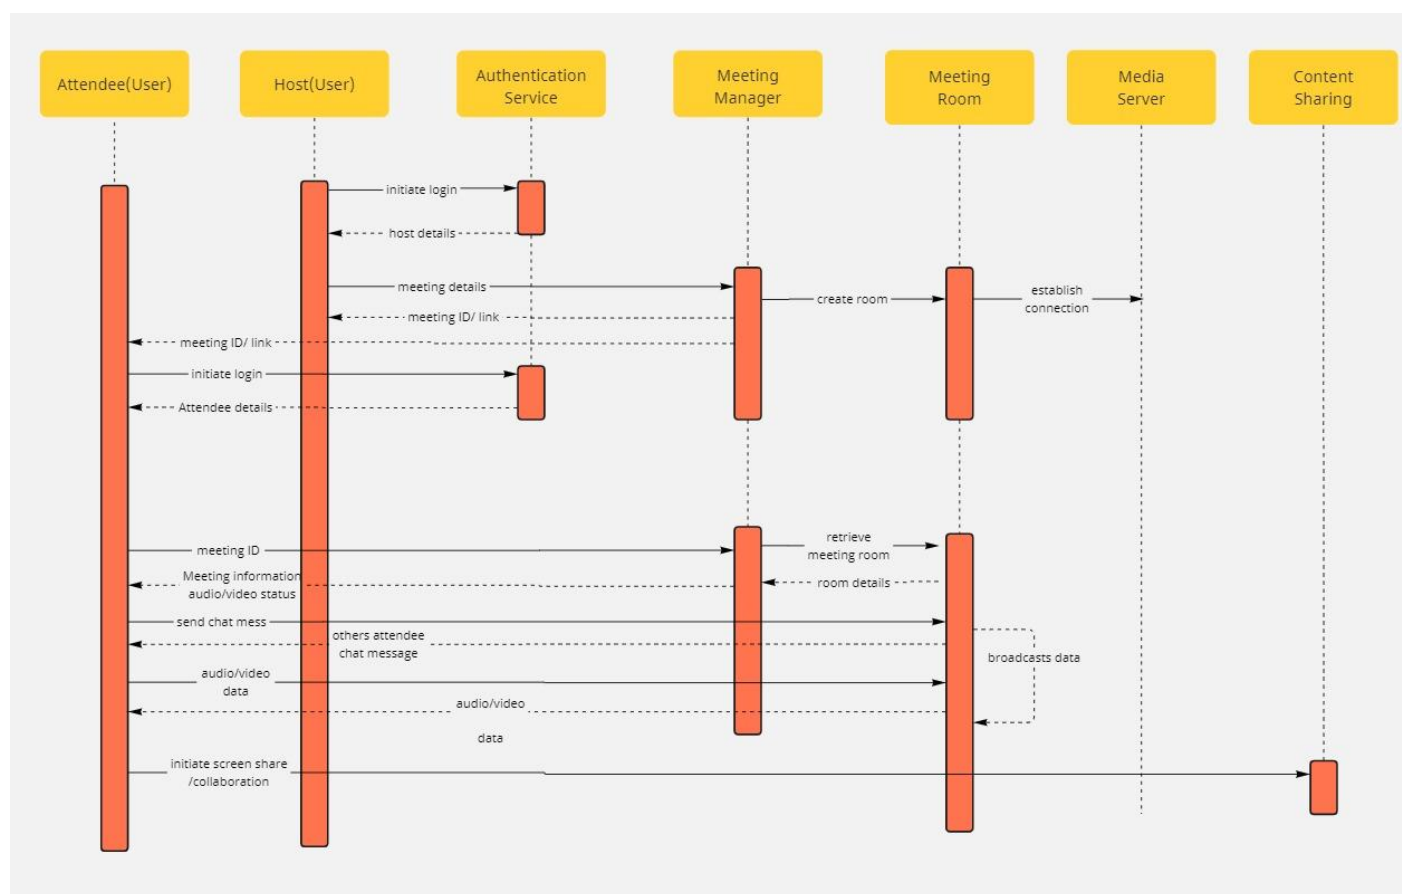 Attendee(User)
Host(User)
Authentication
Service
Meeting
Manager
Meeting
Room
Media
Server
Content
Sharing
initiate login
host details
meeting details
create room
establish
connection
meeting ID/ link
meeting ID/ link
initiate login
Attendee details
retrieve
meeting room
meeting ID
Meeting information
audio/video status
room details
send chat mess
others attendee
chat message
broadcasts data
audio/video
data
audio/video
data
initiate screen share
/collaboration